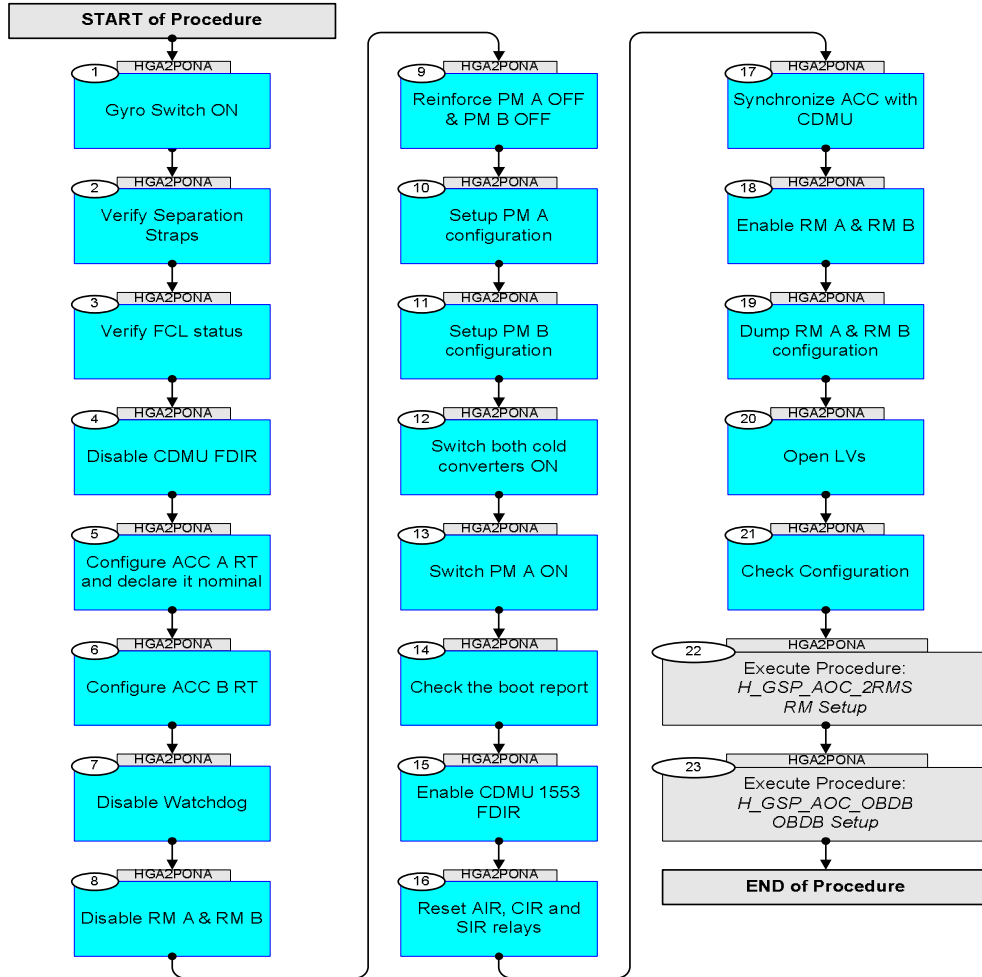 START of Procedure
HGA2PONA
1
Gyro Switch ON
HGA2PONA
2
Verify Separation
Straps
HGA2PONA
3
Verify FCL status
HGA2PONA
4
Disable CDMU FDIR
HGA2PONA
5
Configure ACC A RT
and declare it nominal
HGA2PONA
6
Configure ACC B RT
HGA2PONA
7
Disable Watchdog
HGA2PONA
8
Disable RM A & RM B
HGA2PONA
9
Reinforce PM A OFF
& PM B OFF
HGA2PONA
10
Setup PM A
configuration
HGA2PONA
11
Setup PM B
configuration
HGA2PONA
12
Switch both cold
converters ON
HGA2PONA
13
Switch PM A ON
HGA2PONA
14
Check the boot report
HGA2PONA
15
Enable CDMU 1553
FDIR
HGA2PONA
16
Reset AIR, CIR and
SIR relays
HGA2PONA
17
Synchronize ACC with
CDMU
HGA2PONA
18
Enable RM A & RM B
HGA2PONA
19
Dump RM A & RM B
configuration
HGA2PONA
20
Open LVs
HGA2PONA
21
Check Configuration
HGA2PONA
22
Execute Procedure:
H_GSP_AOC_2RMS
RM Setup
HGA2PONA
23
Execute Procedure:
H_GSP_AOC_OBDB
OBDB Setup
END of Procedure